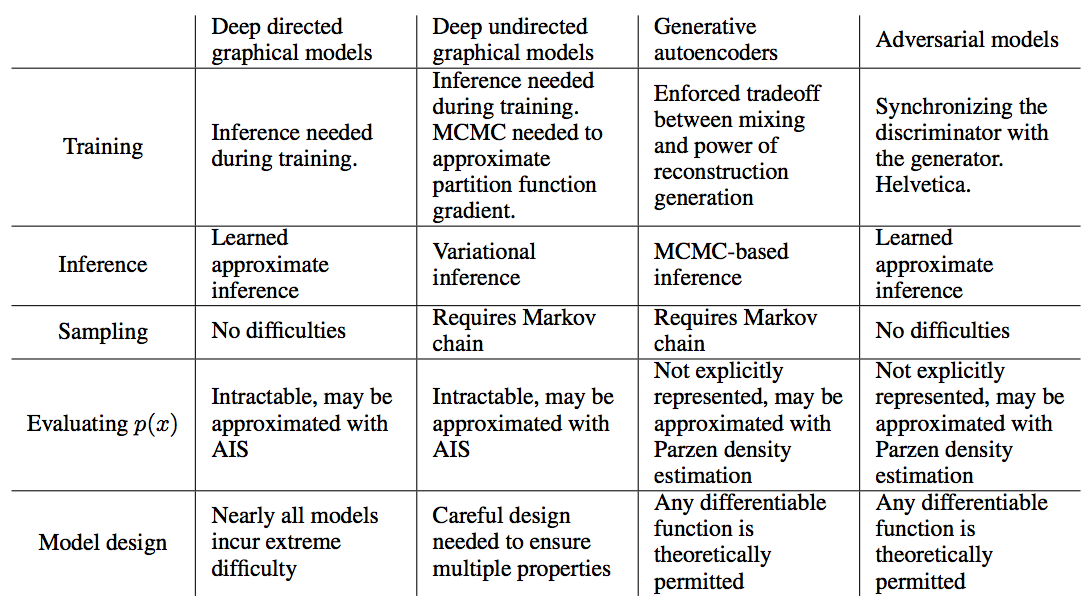 Deep directed
graphical models
Deep undirected
graphical models
Generative
autoencoders
Adversarial models
Training
Inference needed
during training.
Inference needed
during training.
MCMC needed to
approximate
partition function
gradient.
Enforced tradeoff
between mixing
and power of
reconstruction
generation
Synchronizing the
discriminator with
the generator.
Helvetica.
Inference
Learned
approximate
inference
Variational
inference
MCMC-based
inference
Learned
approximate
inference
Sampling
No difficulties
Requires Markov
chain
Requires Markov
chain
No difficulties
Evaluating p(x)
Intractable, may be
approximated with
AIS
Intractable, may be
approximated with
AIS
Not explicitly
represented, may be
approximated with
Parzen density
estimation
Not explicitly
represented, may be
approximated with
Parzen density
estimation
Model design
Nearly all models
incur extreme
difficulty
Careful design
needed to ensure
multiple properties
Any differentiable
function is
theoretically
permitted
Any differentiable
function is
theoretically
permitted